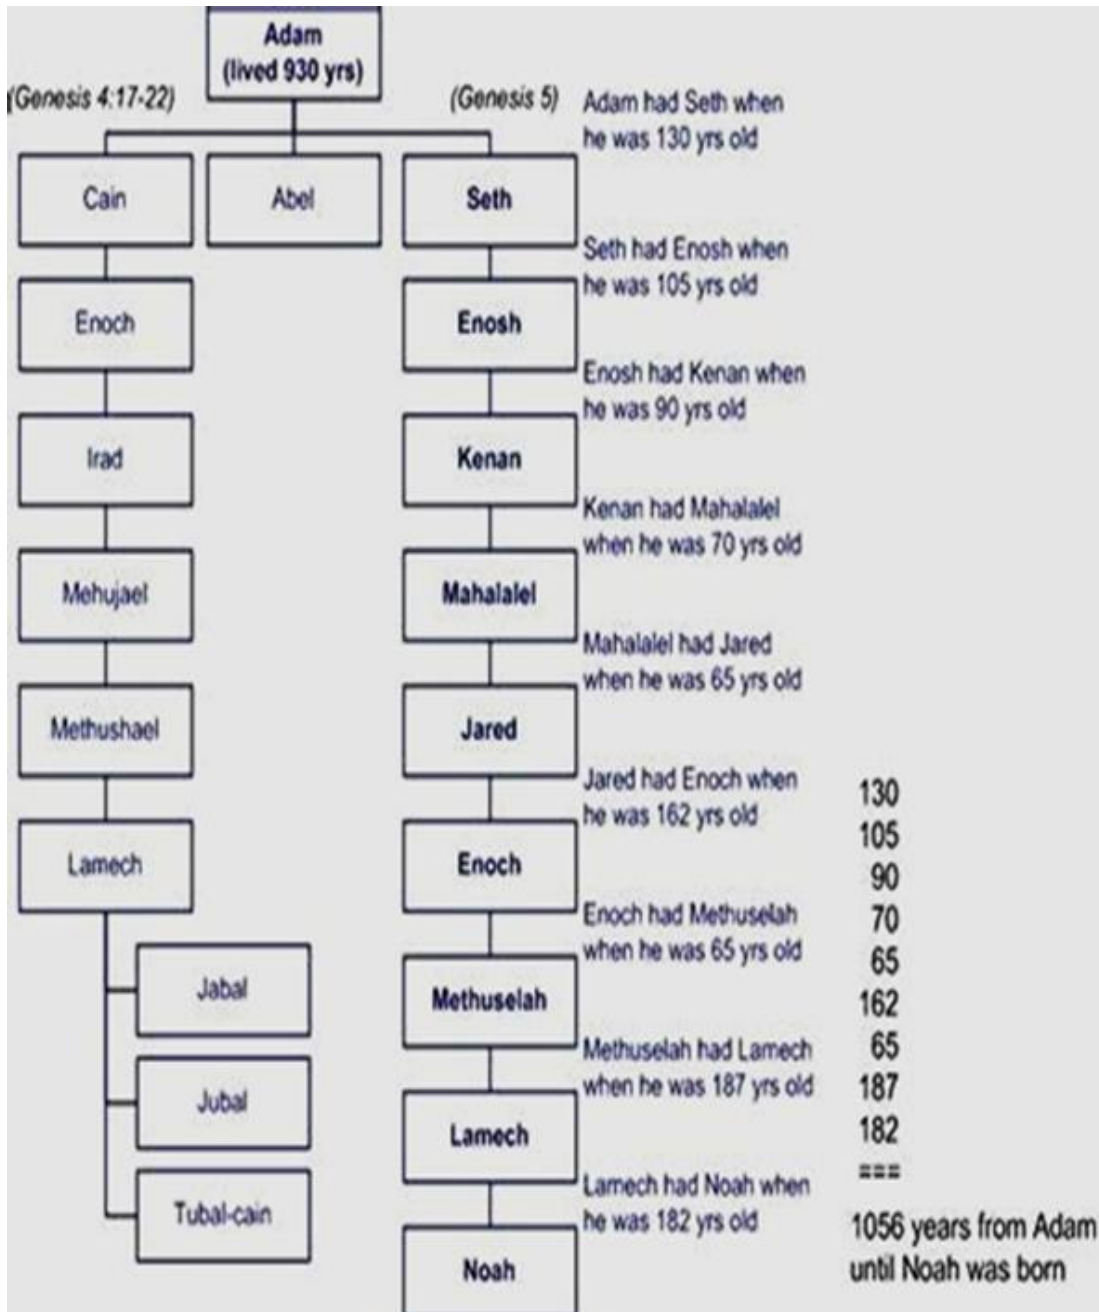 Adam
(lived 930 yrs)
(Genesis 4:17-22)
(Genesis 5)
Adam had Seth when
he was 130 yrs old
Cain
Abel
Seth
Seth had Enosh when
he was 105 yrs old
Enoch
Enosh
Enosh had Kenan when
he was 90 yrs old
Irad
Kenan
Kenan had Mahalalel
when he was 70 yrs old
Mehujael
Mahalalel
Mahalalel had Jared
when he was 65 yrs old
Methushael
Jared
Jared had Enoch when
he was 162 yrs old
Lamech
Enoch
Enoch had Methuselah
when he was 65 yrs old
Jabal
Methuselah
Methuselah had Lamech
when he was 187 yrs old
Jubal
Lamech
Lamech had Noah when
he was 182 yrs old
Tubal-cain
Noah
130
105
90
70
65
162
65
187
182
===
1056 years from Adam
until Noah was born